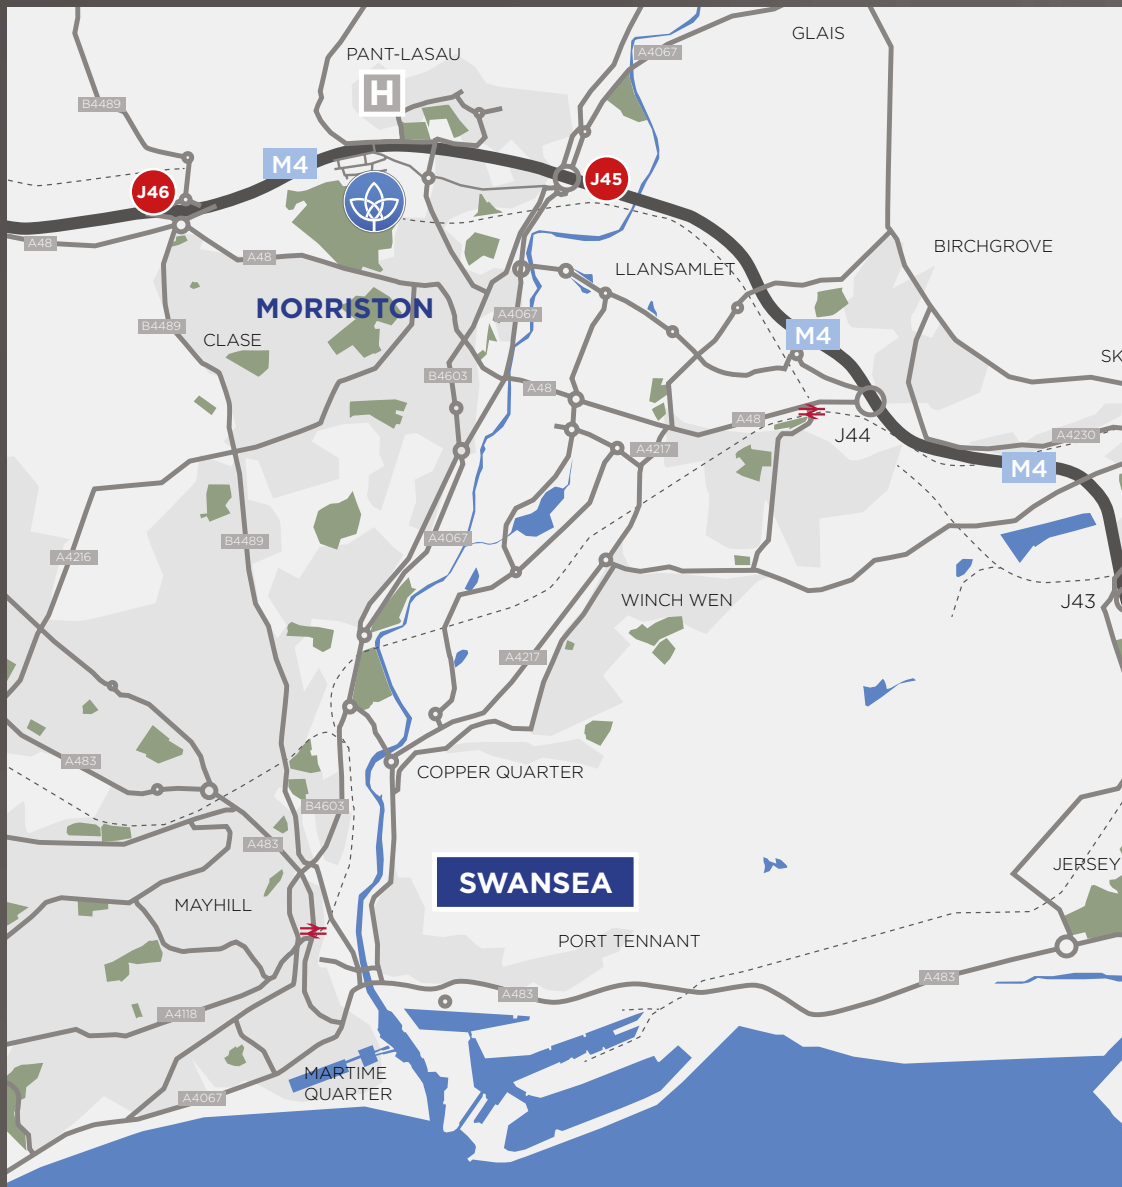 GLAIS
PANT-LASAU
A4067
H
B4489
M4
J46
J45
A48
BIRCHGROVE
A48
LLANSAMLET
MORRISTON
A4067
B4489
M4
CLASE
SK
B4603
A48
A48
J44
A4230
A4217
M4
A4067
B4489
A4216
WINCH WEN
J43
A4217
A483
COPPER QUARTER
B4603
A483
JERSEY
SWANSEA
MAYHILL
PORT TENNANT
A483
A483
A4118
MARTIME
QUARTER
A4067